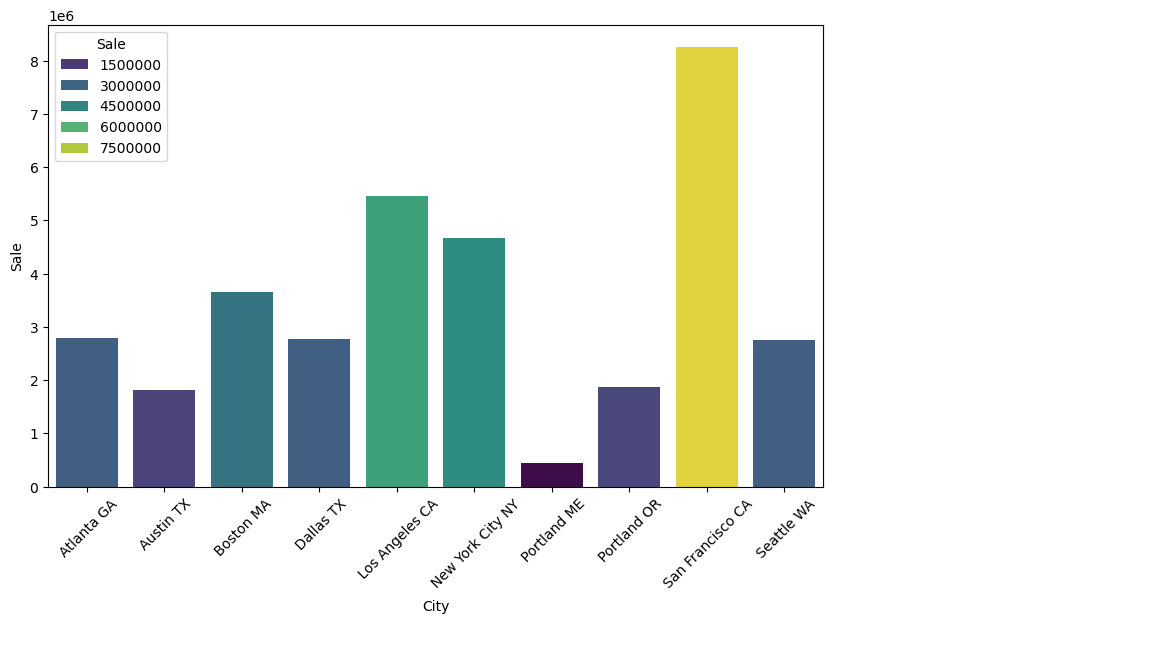 1e6
Sale
1500000
3000000
4500000
6000000
7500000
8
7
6
5
4
3
2
1
0
Sale
Atlanta GA
Austin TX
Boston MA
Dallas TX
Los Angeles CA
New York City NY
Portland ME
Portland OR
San Francisco CA
Seattle WA
City